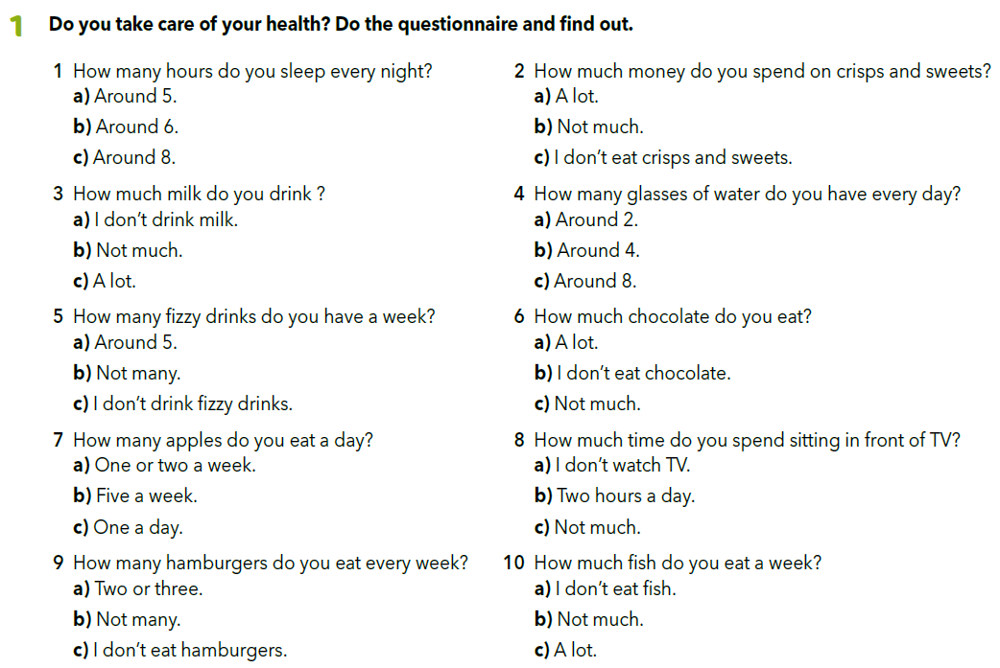 1 Do you take care of your health? Do the questionnaire and find out.
1 How many hours do you sleep every night?
a) Around 5.
b) Around 6.
c) Around 8.
2 How much money do you spend on crisps and sweets?
a) A lot.
b) Not much.
c) I don't eat crisps and sweets.
3 How much milk do you drink ?
a) I don't drink milk.
b) Not much.
c) A lot.
4 How many glasses of water do you have every day?
a) Around 2.
b) Around 4.
c) Around 8.
5 How many fizzy drinks do you have a week?
a) Around 5.
b) Not many.
c) I don't drink fizzy drinks.
6 How much chocolate do you eat?
a) A lot.
b) I don't eat chocolate.
c) Not much.
7 How many apples do you eat a day?
a) One or two a week.
b) Five a week.
c) One a day.
8 How much time do you spend sitting in front of TV?
a) I don't watch TV.
b) Two hours a day.
c) Not much.
9 How many hamburgers do you eat every week?
a) Two or three.
b) Not many.
c) I don't eat hamburgers.
10 How much fish do you eat a week?
a) I don't eat fish.
b) Not much.
c) A lot.